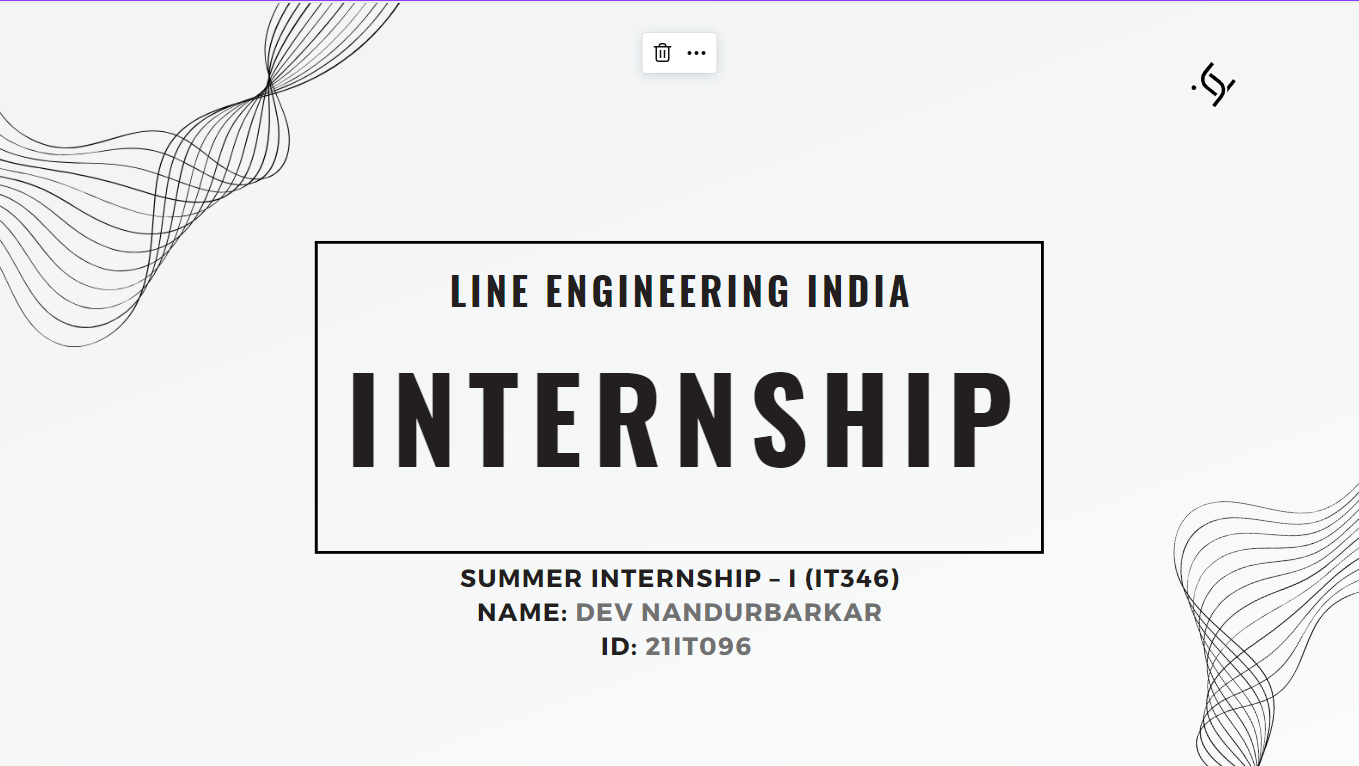 LINE ENGINEERING INDIA
INTERNSHIP
SUMMER INTERNSHIP – I (IT346)
NAME: DEV NANDURBARKAR
ID: 21IT096